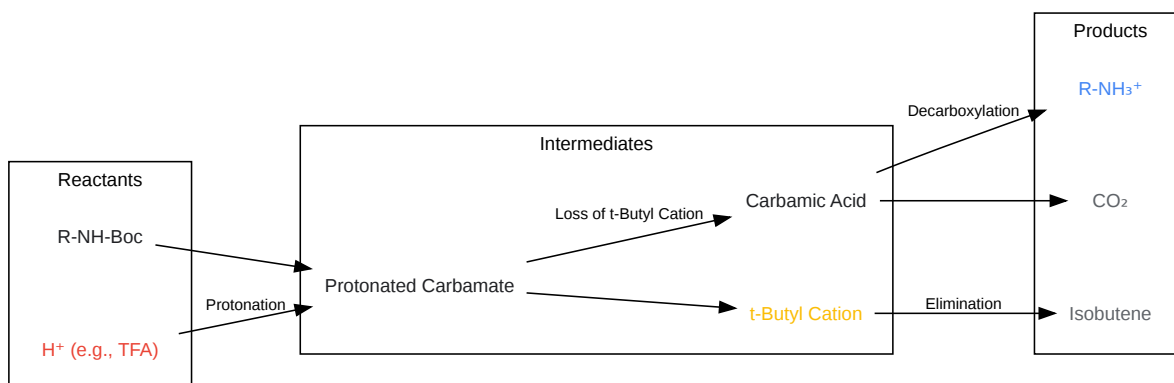 Reactants
R-NH-Boc
H⁺ (e.g., TFA)
Protonation
Intermediates
Protonated Carbamate
Loss of t-Butyl Cation
Carbamic Acid
t-Butyl Cation
Decarboxylation
Elimination
Products
R-NH₃⁺
CO₂
Isobutene